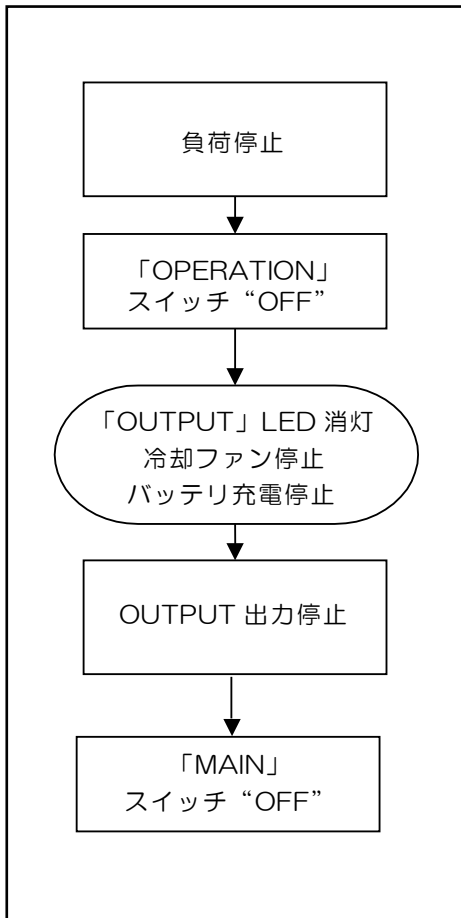 負荷停止
「OPERATION」
スイッチ“OFF”
「OUTPUT」LED 消灯
冷却ファン停止
バッテリ充電停止
OUTPUT 出力停止
「MAIN」
スイッチ“OFF”